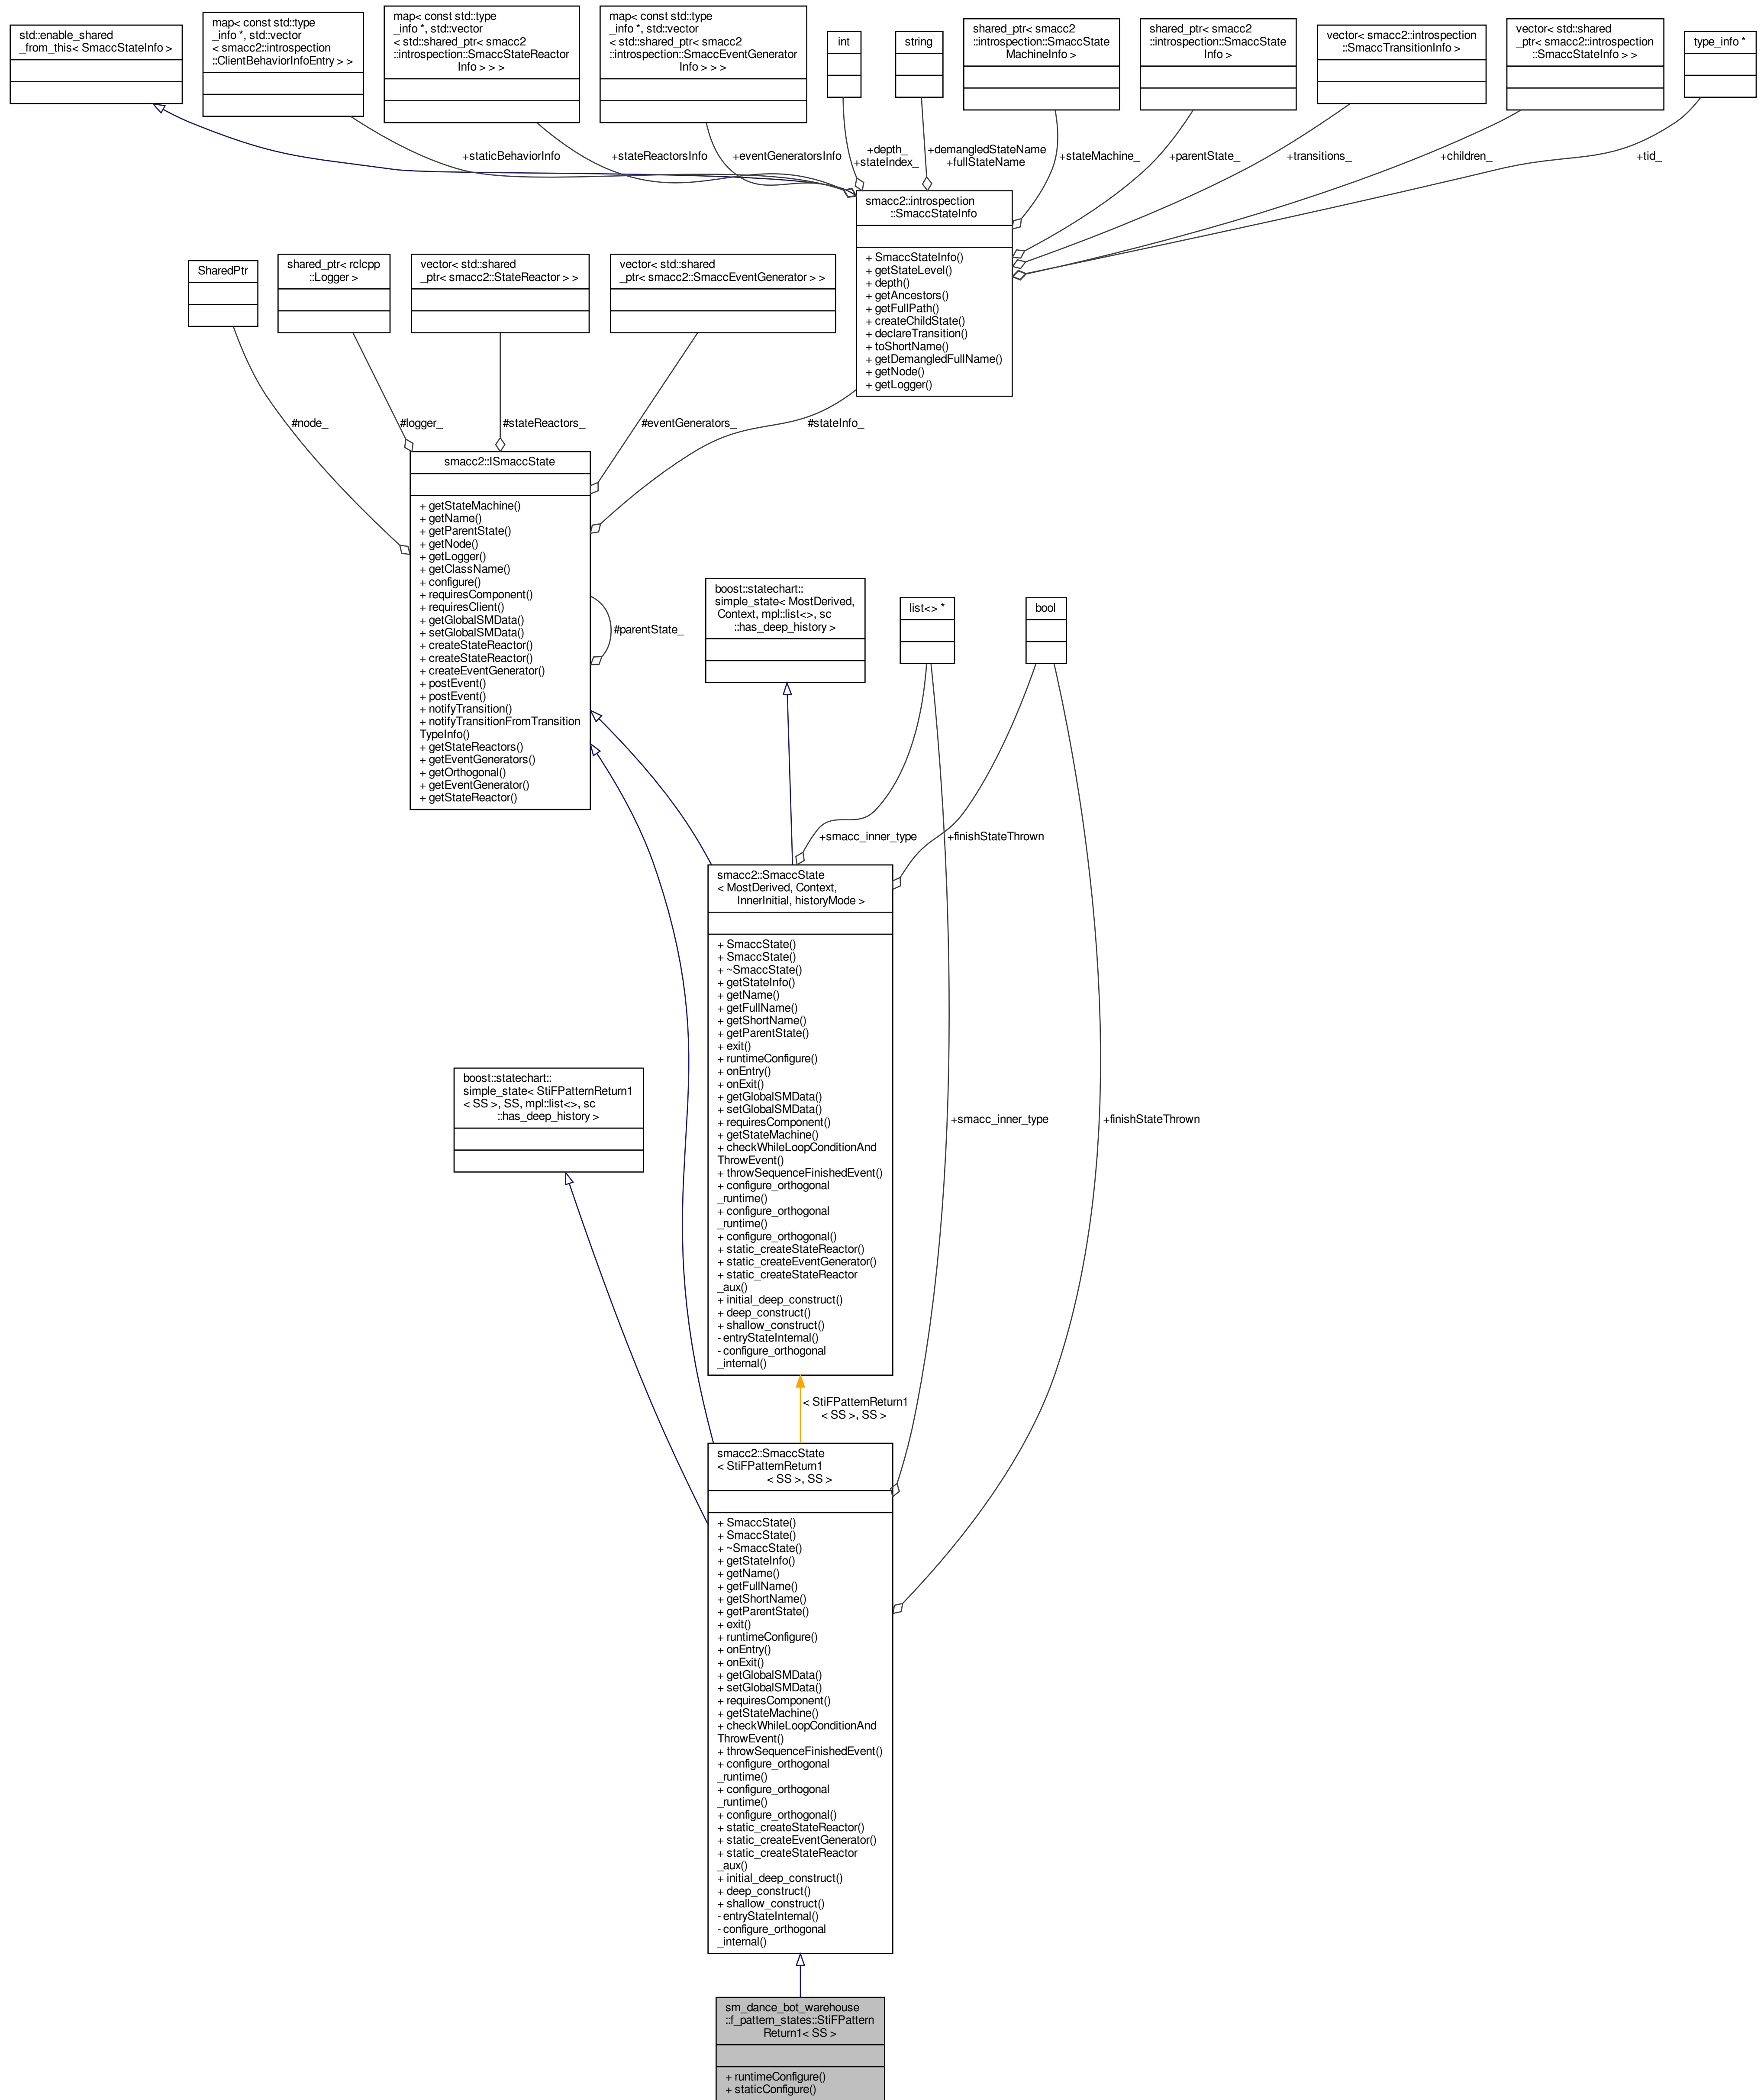 std::enable_shared
_from_this< SmaccStateInfo >
map< const std::type
_info *, std::vector
< smacc2::introspection
::ClientBehaviorInfoEntry > >
map< const std::type
_info *, std::vector
< std::shared_ptr< smacc2
::introspection::SmaccStateReactor
Info > > >
map< const std::type
_info *, std::vector
< std::shared_ptr< smacc2
::introspection::SmaccEventGenerator
Info > > >
int
string
shared_ptr< smacc2
::introspection::SmaccState
MachineInfo >
shared_ptr< smacc2
::introspection::SmaccState
Info >
vector< smacc2::introspection
::SmaccTransitionInfo >
vector< std::shared
_ptr< smacc2::introspection
::SmaccStateInfo > >
type_info *
+staticBehaviorInfo
+stateReactorsInfo
+eventGeneratorsInfo
+depth_
+stateIndex_
+demangledStateName
+fullStateName
+stateMachine_
+parentState_
+transitions_
+children_
+tid_
smacc2::introspection
::SmaccStateInfo
+ SmaccStateInfo()
+ getStateLevel()
+ depth()
+ getAncestors()
+ getFullPath()
+ createChildState()
+ declareTransition()
+ toShortName()
+ getDemangledFullName()
+ getNode()
+ getLogger()
SharedPtr
shared_ptr< rclcpp
::Logger >
vector< std::shared
_ptr< smacc2::StateReactor > >
vector< std::shared
_ptr< smacc2::SmaccEventGenerator > >
#node_
#logger_
#stateReactors_
#eventGenerators_
#stateInfo_
smacc2::ISmaccState
+ getStateMachine()
+ getName()
+ getParentState()
+ getNode()
+ getLogger()
+ getClassName()
+ configure()
+ requiresComponent()
+ requiresClient()
+ getGlobalSMData()
+ setGlobalSMData()
+ createStateReactor()
+ createStateReactor()
+ createEventGenerator()
+ postEvent()
+ postEvent()
+ notifyTransition()
+ notifyTransitionFromTransition
TypeInfo()
+ getStateReactors()
+ getEventGenerators()
+ getOrthogonal()
+ getEventGenerator()
+ getStateReactor()
#parentState_
boost::statechart::
simple_state< MostDerived,
Context, mpl::list<>, sc
::has_deep_history >
list<> *
bool
+smacc_inner_type
+finishStateThrown
smacc2::SmaccState
< MostDerived, Context,
InnerInitial, historyMode >
+ SmaccState()
+ SmaccState()
+ ~SmaccState()
+ getStateInfo()
+ getName()
+ getFullName()
+ getShortName()
+ getParentState()
+ exit()
+ runtimeConfigure()
+ onEntry()
+ onExit()
+ getGlobalSMData()
+ setGlobalSMData()
+ requiresComponent()
+ getStateMachine()
+ checkWhileLoopConditionAnd
ThrowEvent()
+ throwSequenceFinishedEvent()
+ configure_orthogonal
_runtime()
+ configure_orthogonal
_runtime()
+ configure_orthogonal()
+ static_createStateReactor()
+ static_createEventGenerator()
+ static_createStateReactor
_aux()
+ initial_deep_construct()
+ deep_construct()
+ shallow_construct()
- entryStateInternal()
- configure_orthogonal
_internal()
boost::statechart::
simple_state< StiFPatternReturn1
< SS >, SS, mpl::list<>, sc
::has_deep_history >
+smacc_inner_type
+finishStateThrown
< StiFPatternReturn1
< SS >, SS >
smacc2::SmaccState
< StiFPatternReturn1
< SS >, SS >
+ SmaccState()
+ SmaccState()
+ ~SmaccState()
+ getStateInfo()
+ getName()
+ getFullName()
+ getShortName()
+ getParentState()
+ exit()
+ runtimeConfigure()
+ onEntry()
+ onExit()
+ getGlobalSMData()
+ setGlobalSMData()
+ requiresComponent()
+ getStateMachine()
+ checkWhileLoopConditionAnd
ThrowEvent()
+ throwSequenceFinishedEvent()
+ configure_orthogonal
_runtime()
+ configure_orthogonal
_runtime()
+ configure_orthogonal()
+ static_createStateReactor()
+ static_createEventGenerator()
+ static_createStateReactor
_aux()
+ initial_deep_construct()
+ deep_construct()
+ shallow_construct()
- entryStateInternal()
- configure_orthogonal
_internal()
sm_dance_bot_warehouse
::f_pattern_states::StiFPattern
Return1< SS >
+ runtimeConfigure()
+ staticConfigure()